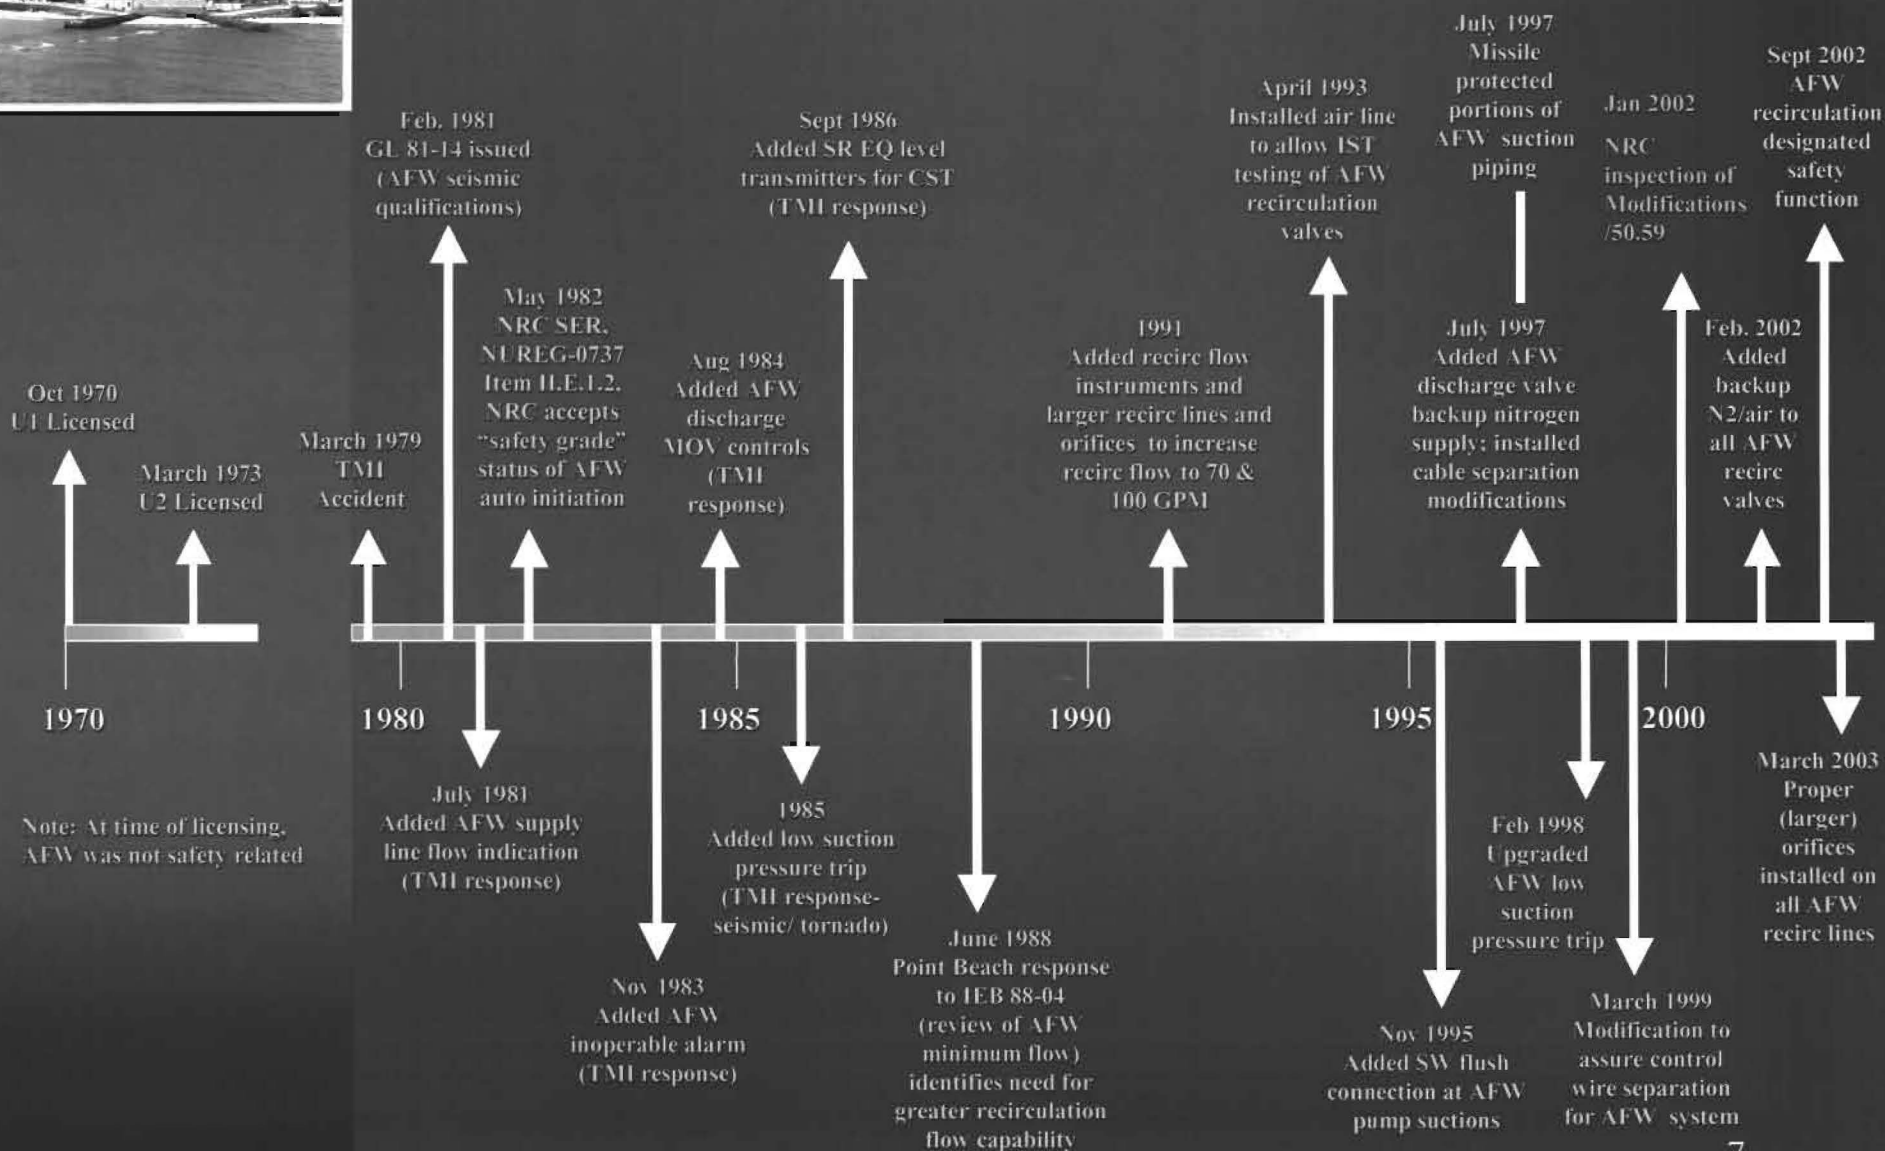 Oct 1970
U1 Licensed
March 1973
U2 Licensed
March 1979
TMI
Accident
Feb. 1981
GL 81-14 issued
(AFW seismic
qualifications)
May 1982
NRC SER,
NUREG-0737
Item II.E.1.2.
NRC accepts
“safety grade”
status of AFW
auto initiation
Aug 1984
Added AFW
discharge
MOV controls
(TMI
response)
Sept 1986
Added SR EQ level
transmitters for CST
(TMI response)
1991
Added recirc flow
instruments and
larger recirc lines and
orifices to increase
recirc flow to 70 &
100 GPM
April 1993
Installed air line
to allow IST
testing of AFW
recirculation
valves
July 1997
Missile
protected
portions of
AFW suction
piping
July 1997
Added AFW
discharge valve
backup nitrogen
supply; installed
cable separation
modifications
Jan 2002
NRC
inspection of
Modifications
/50.59
Feb. 2002
Added
backup
N2/air to
all AFW
recirc
valves
Sept 2002
AFW
recirculation
designated
safety
function
1970
1980
1985
1990
1995
2000
Note: At time of licensing,
AFW was not safety related
July 1981
Added AFW supply
line flow indication
(TMI response)
Nov 1983
Added AFW
inoperable alarm
(TMI response)
1985
Added low suction
pressure trip
(TMI response-
seismic/ tornado)
June 1988
Point Beach response
to IEB 88-04
(review of AFW
minimum flow)
identifies need for
greater recirculation
flow capability
Nov 1995
Added SW flush
connection at AFW
pump suctions
Feb 1998
Upgraded
AFW low
suction
pressure trip
March 1999
Modification to
assure control
wire separation
for AFW system
March 2003
Proper
(larger)
orifices
installed on
all AFW
recirc lines
7